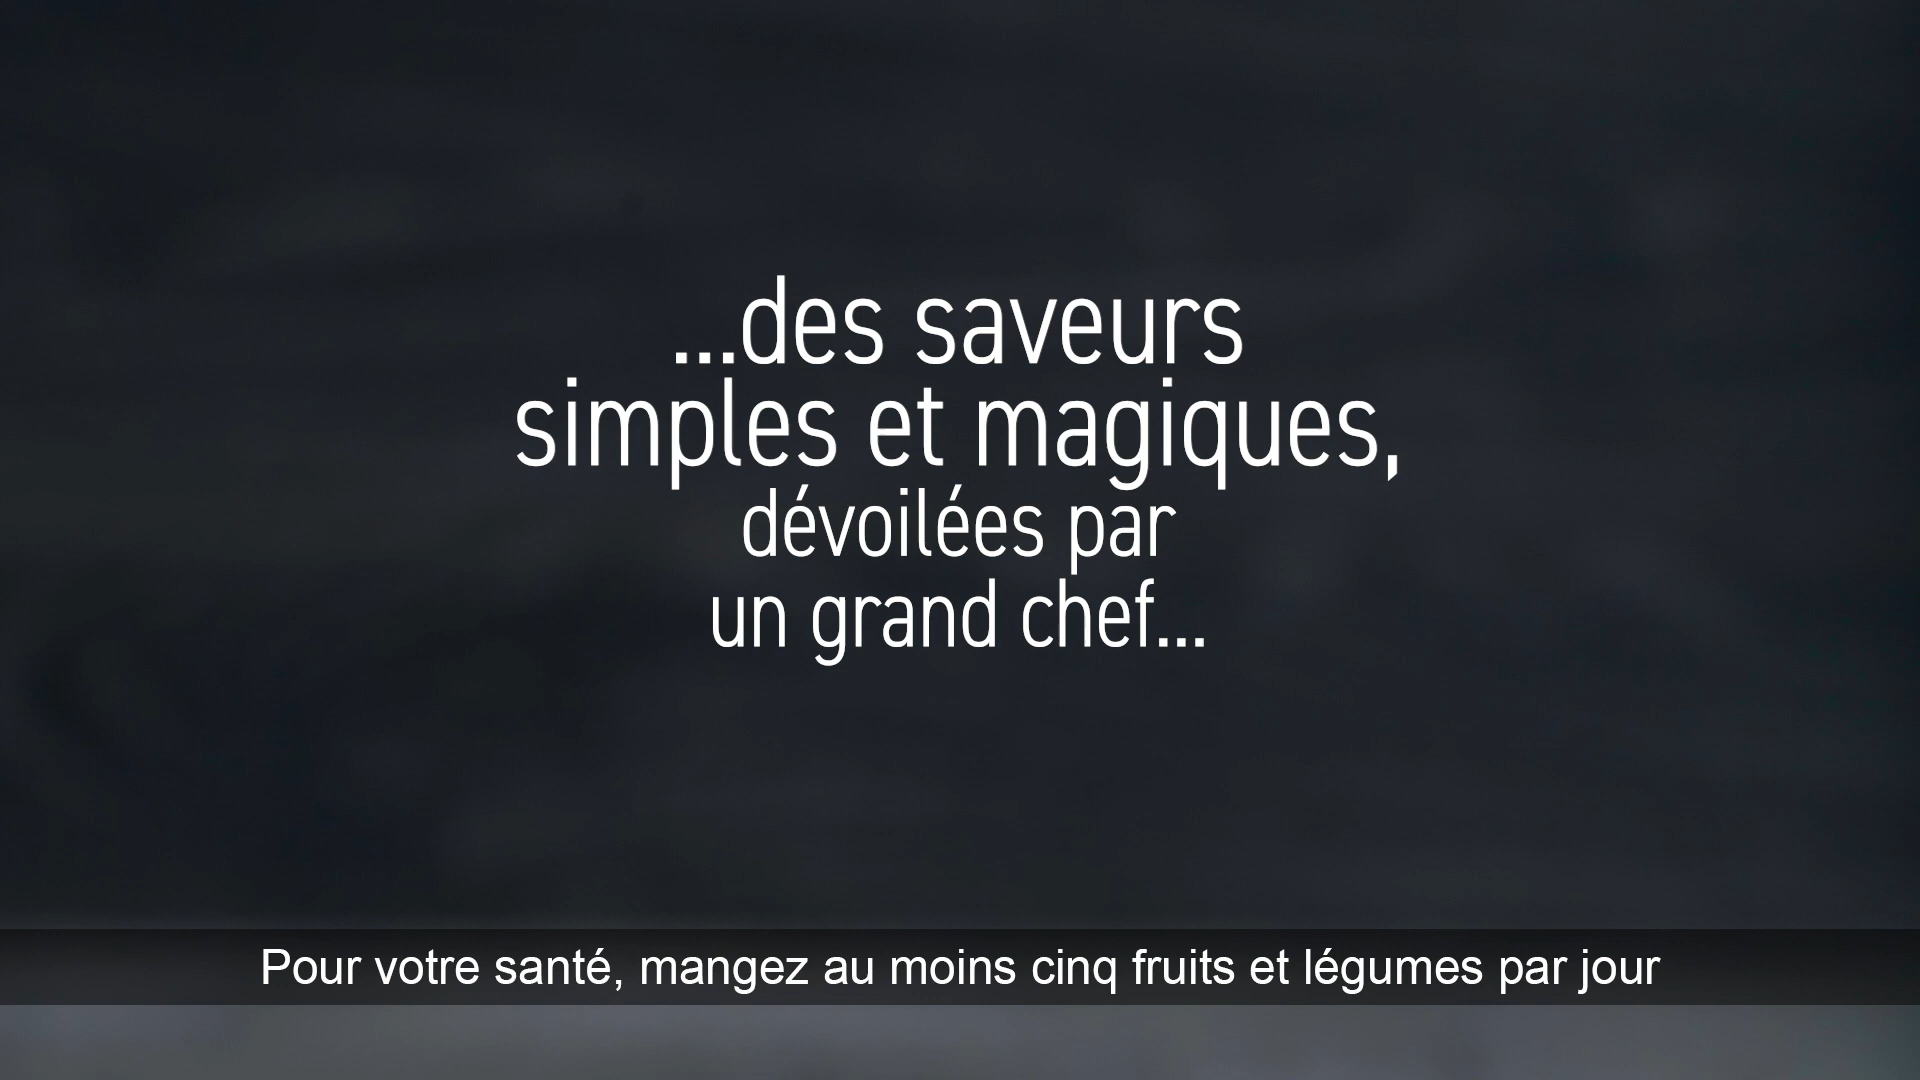 ...des saveurs
simples et magiques,
dévoilées par
un grand chef...
Pour votre santé, mangez au moins cinq fruits et légumes par jour